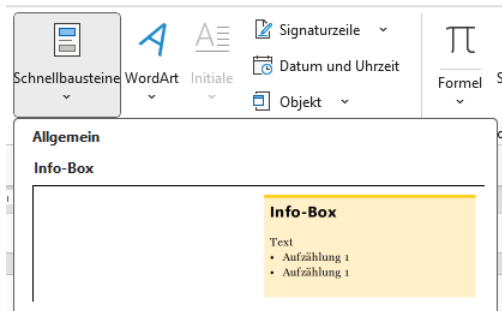 Signaturzeile
Datum und Uhrzeit
Objekt
Schnellbausteine WordArt Initiale
Formel
Allgemein
Info-Box
Info-Box
Text
• Aufzählung 1
• Aufzählung 1